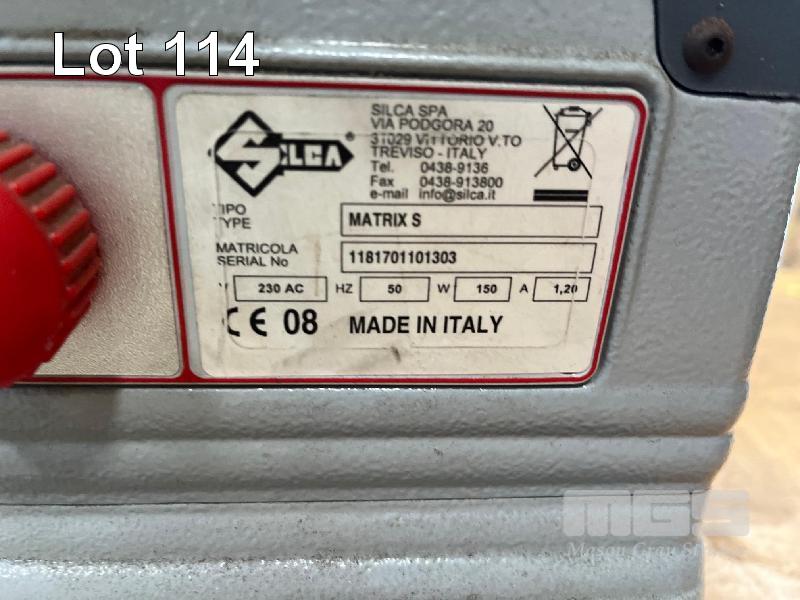 Lot 114
SILCA
®
SILCA SPA
VIA PODGORA 20
31029 VITTORIO V.TO
TREVISO - ITALY
Tel. 0438-9136
Fax 0438-913800
e-mail info@silca.it
TIPO
TYPE
MATRIX S
MATRICOLA
SERIAL No
1181701101303
V 230 AC HZ 50 W 150 A 1,20
CE 08 MADE IN ITALY
MGS
Mason Gray